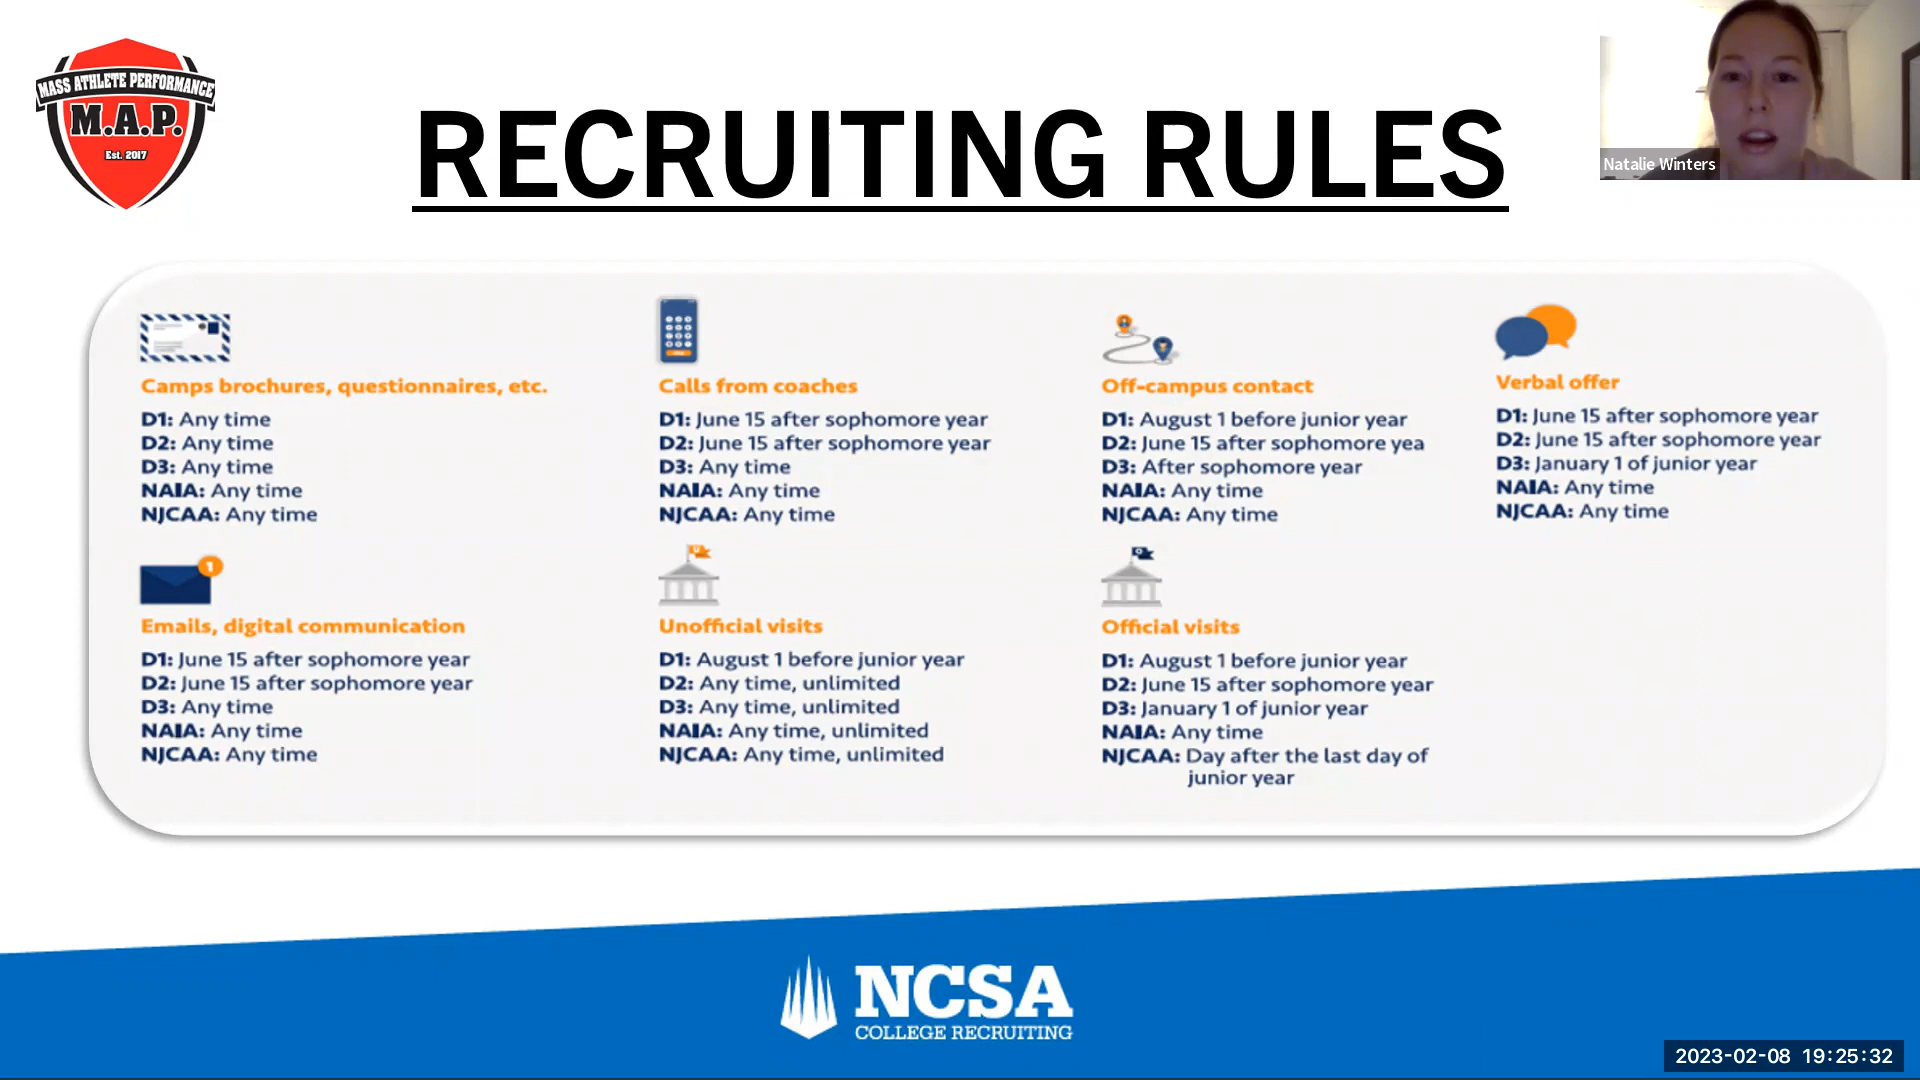 MASS ATHLETE PERFORMANCE
M.A.P.
Est. 2017
RECRUITING RULES
Natalie Winters
Camps brochures, questionnaires, etc.
D1: Any time
D2: Any time
D3: Any time
NAIA: Any time
NJCAA: Any time
Calls from coaches
D1: June 15 after sophomore year
D2: June 15 after sophomore year
D3: Any time
NAIA: Any time
NJCAA: Any time
Off-campus contact
D1: August 1 before junior year
D2: June 15 after sophomore yea
D3: After sophomore year
NAIA: Any time
NJCAA: Any time
Verbal offer
D1: June 15 after sophomore year
D2: June 15 after sophomore year
D3: January 1 of junior year
NAIA: Any time
NJCAA: Any time
1
Emails, digital communication
D1: June 15 after sophomore year
D2: June 15 after sophomore year
D3: Any time
NAIA: Any time
NJCAA: Any time
U
Unofficial visits
D1: August 1 before junior year
D2: Any time, unlimited
D3: Any time, unlimited
NAIA: Any time, unlimited
NJCAA: Any time, unlimited
O
Official visits
D1: August 1 before junior year
D2: June 15 after sophomore year
D3: January 1 of junior year
NAIA: Any time
NJCAA: Day after the last day of
junior year
NCSA
COLLEGE RECRUITING
2023-02-08 19:25:32